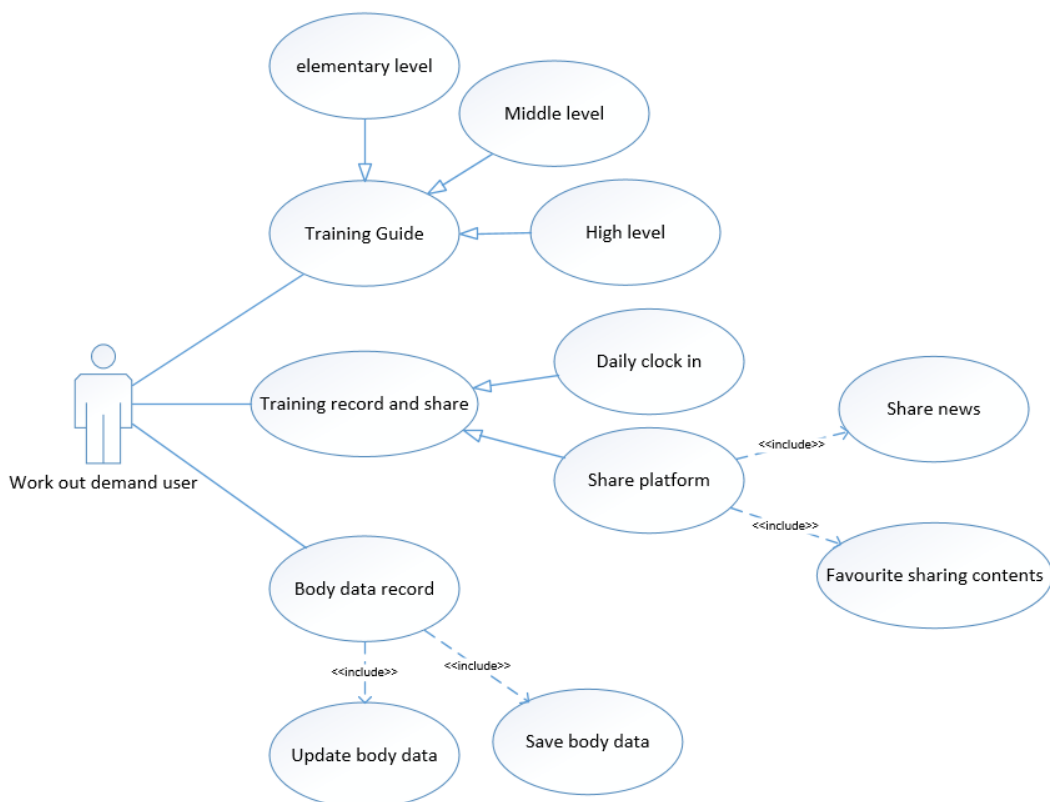 elementary level
Middle level
Training Guide
High level
Daily clock in
Training record and share
Share news
<<include>>
Share platform
Work out demand user
<<include>>
Favourite sharing contents
Body data record
<<include>>
<<include>>
Update body data
Save body data